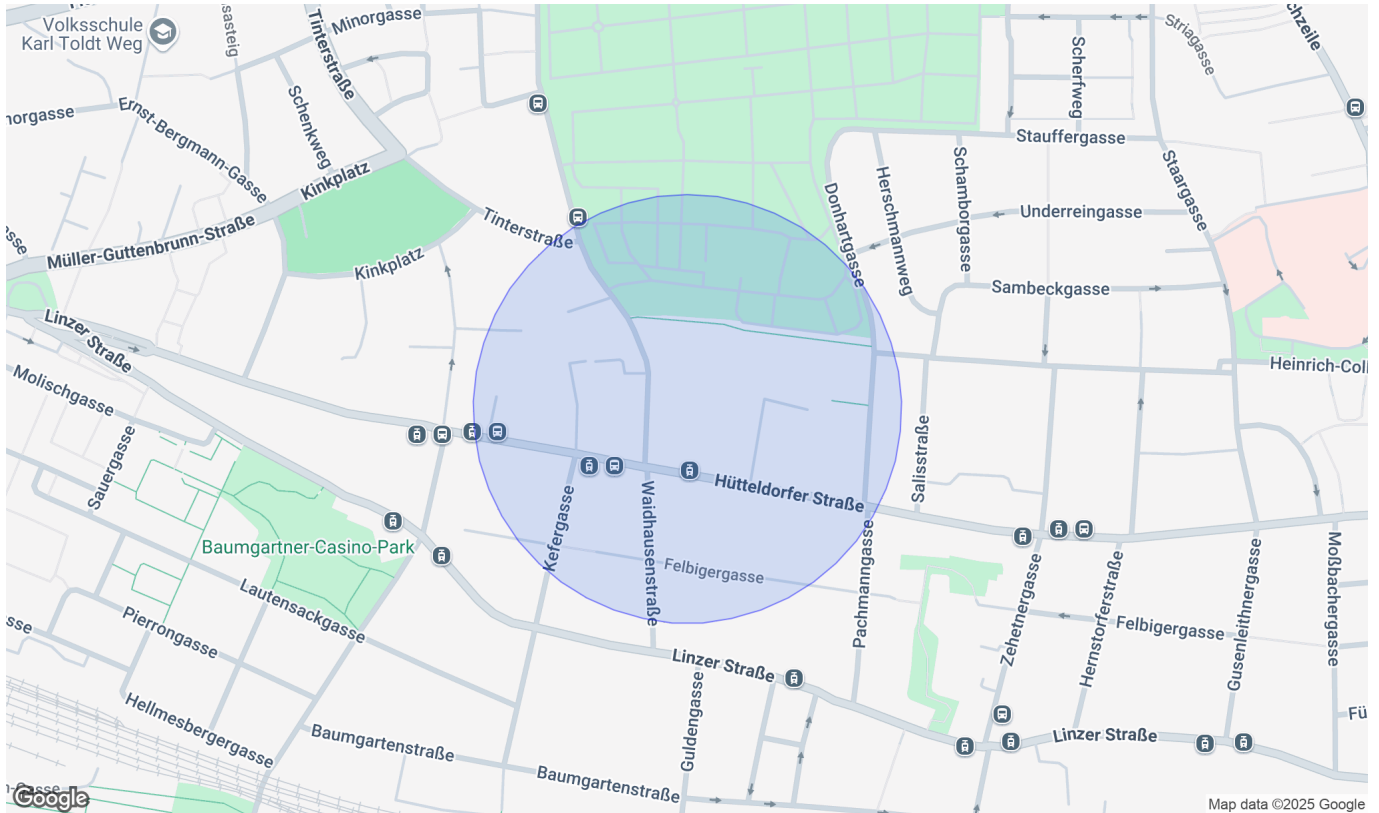 Volksschule
Karl Toldt Weg
Minorgasse
Tinterstraße
Striagasse
Scherfweg
Stauffergasse
Schenkweg
Ernst-Bergmann-Gasse
Kinkplatz
Müller-Guttenbrunn-Straße
Kinkplatz
Tinterstraße
Donhartgasse
Herschmannweg
Schamborgasse
Underreingasse
Staargasse
Sambeckgasse
Heinrich-Coll
Linzer Straße
Molischgasse
Sauergasse
Hütteldorfer Straße
Salisstraße
Baumgartner-Casino-Park
Kefergasse
Waidhausenstraße
Felbigergasse
Pachmanngasse
Zehetnergasse
Hernstorferstraße
Felbigergasse
Gusenleithnergasse
Moßbachergasse
Lautensackgasse
Pierrongasse
Hellmesbergergasse
Linzer Straße
Guldengasse
Linzer Straße
Baumgartenstraße
Baumgartenstraße
Fü
Google
Map data ©2025 Google